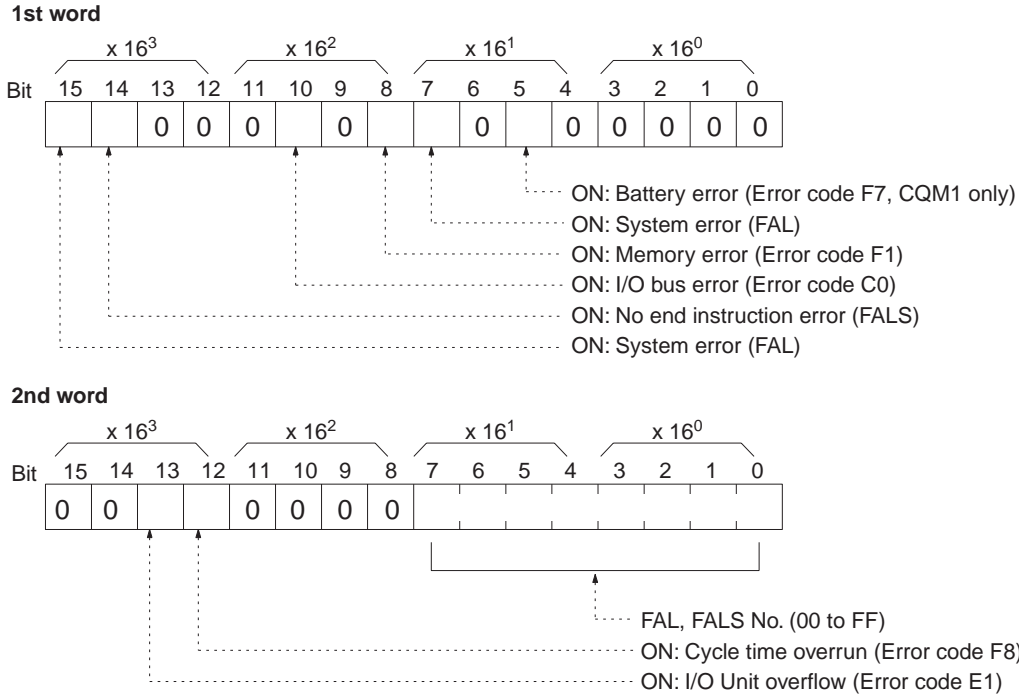 1st word
x 16³ x 16² x 16¹ x 16⁰
Bit 15 14 13 12 11 10 9 8 7 6 5 4 3 2 1 0
0 0 0 0 0 0 0 0 0 0
ON: Battery error (Error code F7, CQM1 only)
ON: System error (FAL)
ON: Memory error (Error code F1)
ON: I/O bus error (Error code C0)
ON: No end instruction error (FALS)
ON: System error (FAL)
2nd word
x 16³ x 16² x 16¹ x 16⁰
Bit 15 14 13 12 11 10 9 8 7 6 5 4 3 2 1 0
0 0 0 0 0 0
FAL, FALS No. (00 to FF)
ON: Cycle time overrun (Error code F8)
ON: I/O Unit overflow (Error code E1)